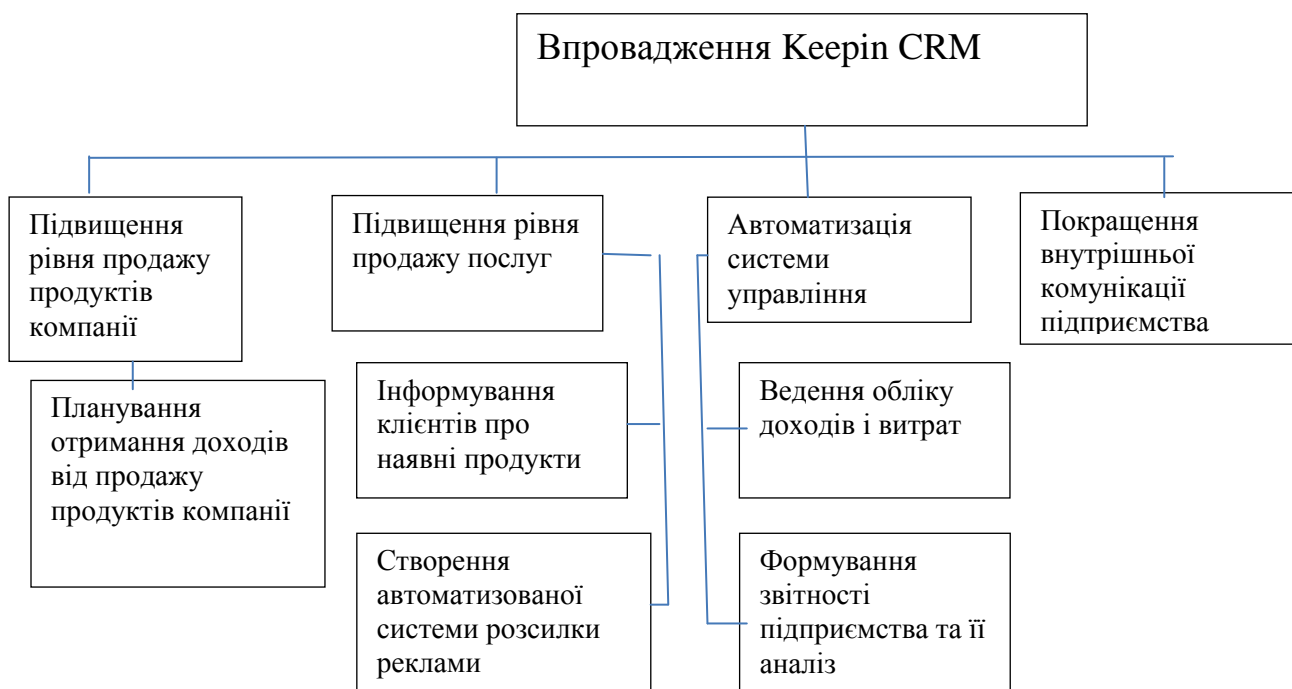 Впровадження Keepin CRM
Підвищення
рівня продажу
продуктів
компанії
Підвищення рівня
продажу послуг
Автоматизація
системи
управління
Покращення
внутрішньої
комунікації
підприємства
Планування
отримання доходів
від продажу
продуктів компанії
Інформування
клієнтів про
наявні продукти
Ведення обліку
доходів і витрат
Створення
автоматизованої
системи розсилки
реклами
Формування
звітності
підприємства та її
аналіз